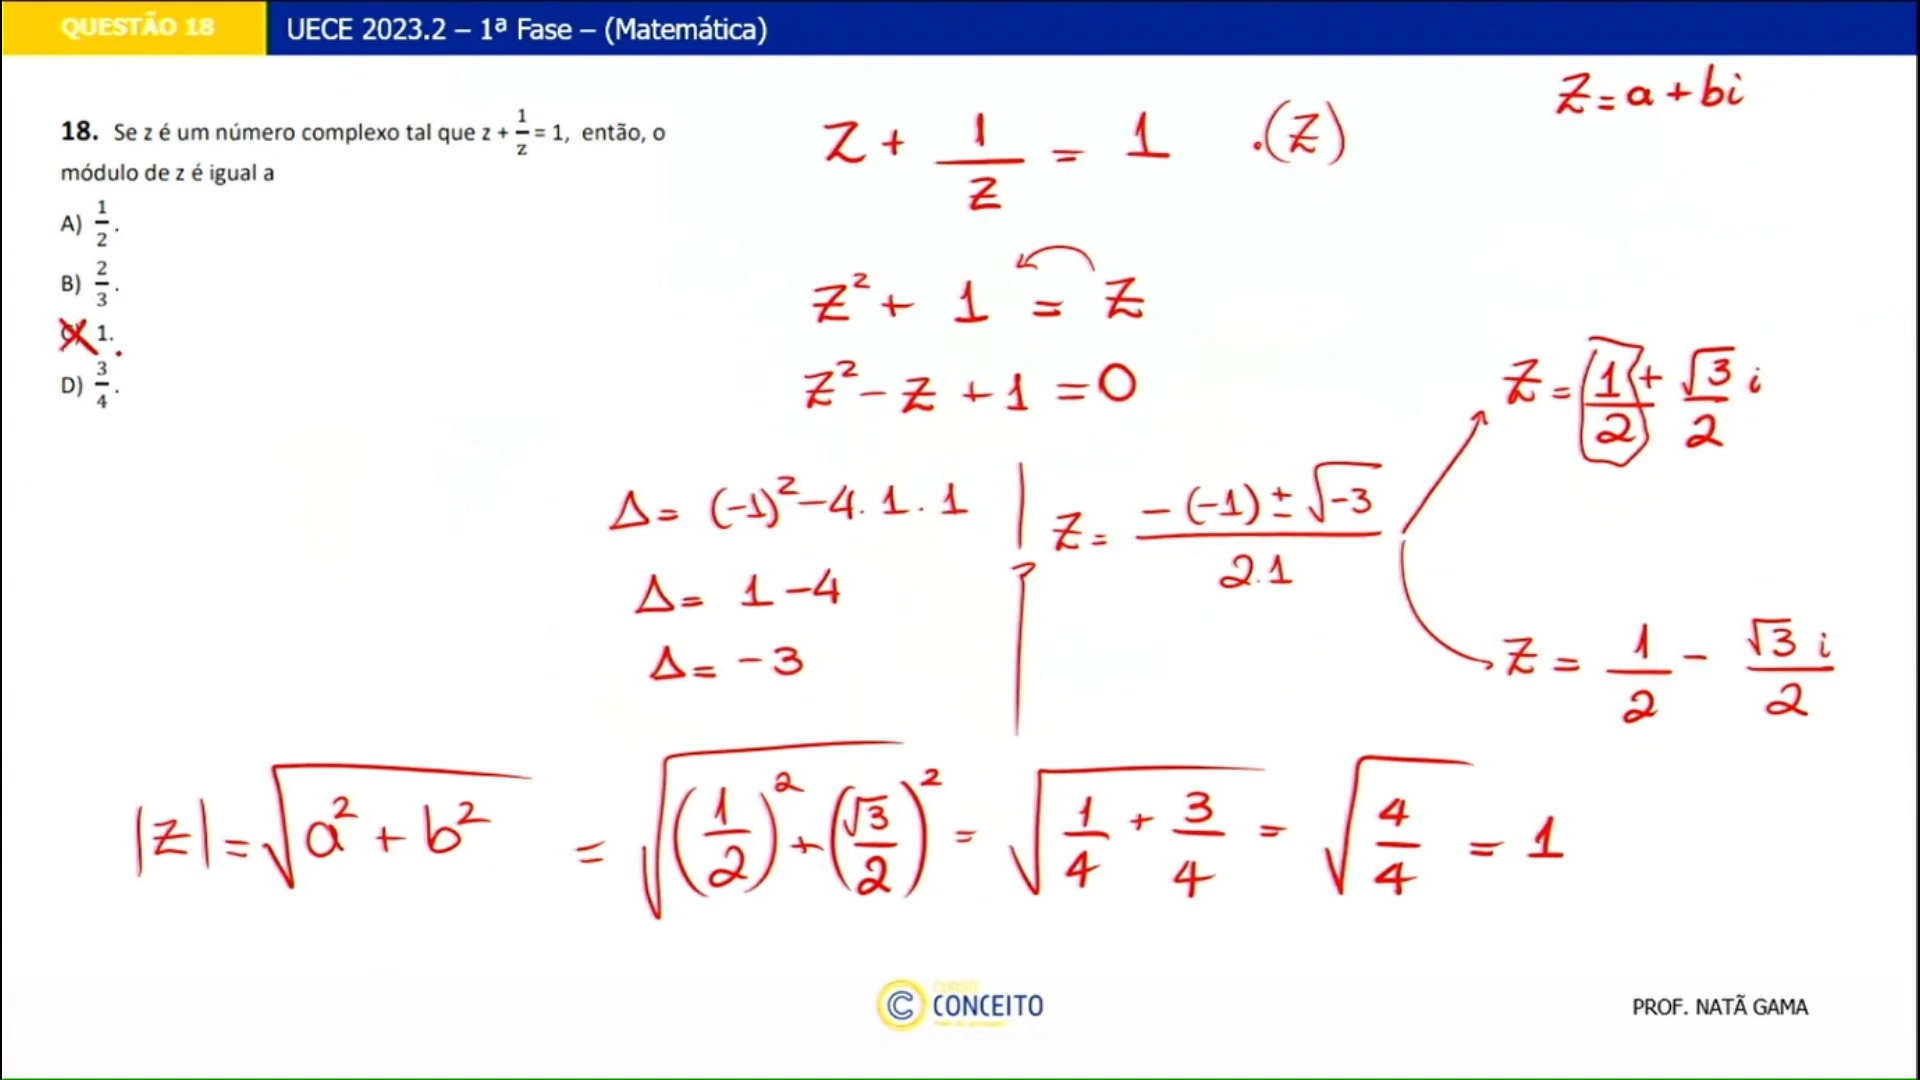 QUESTÃO 18
UECE 2023.2 – 1ª Fase – (Matemática)
18. Se z é um número complexo tal que z + 1/z = 1, então, o
módulo de z é igual a
A) 1/2.
B) 2/3.
C) 1.
D) 3/4.
z = a + bi
z + 1/z = 1 .(z)
z² + 1 = z
z² - z + 1 = 0
Δ = (-1)² - 4.1.1
Δ = 1 - 4
Δ = -3
z = -(-1) ± √-3 / 2.1
z = 1/2 + √3/2 i
z = 1/2 - √3 i/2
|z| = √a² + b² = √(1/2)² + (√3/2)² = √1/4 + 3/4 = √4/4 = 1
CURSO
CONCEITO
PROF. NATÃ GAMA